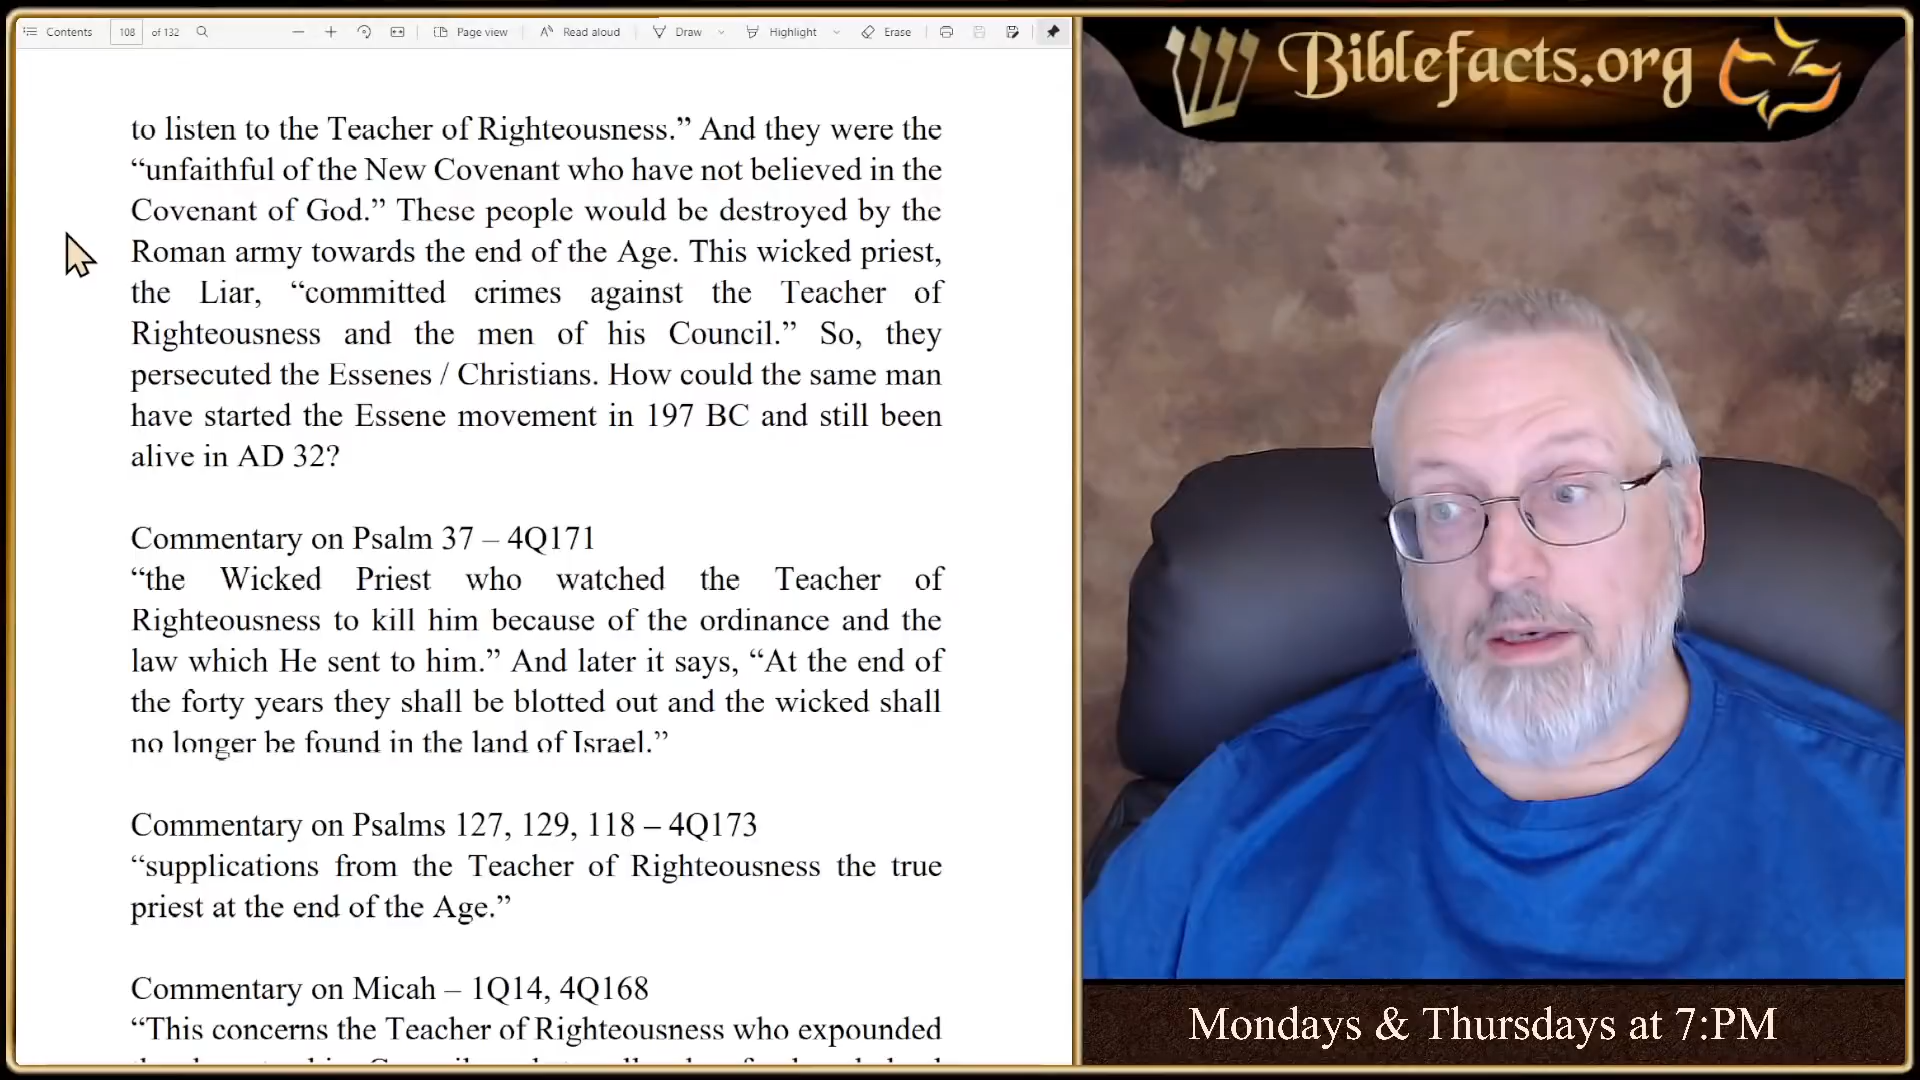 Contents 108 of 132 Page view Read aloud Draw Highlight Erase
to listen to the Teacher of Righteousness.” And they were the
“unfaithful of the New Covenant who have not believed in the
Covenant of God.” These people would be destroyed by the
Roman army towards the end of the Age. This wicked priest,
the Liar, “committed crimes against the Teacher of
Righteousness and the men of his Council.” So, they
persecuted the Essenes / Christians. How could the same man
have started the Essene movement in 197 BC and still been
alive in AD 32?
Commentary on Psalm 37 – 4Q171
“the Wicked Priest who watched the Teacher of
Righteousness to kill him because of the ordinance and the
law which He sent to him.” And later it says, “At the end of
the forty years they shall be blotted out and the wicked shall
no longer be found in the land of Israel.”
Commentary on Psalms 127, 129, 118 – 4Q173
“supplications from the Teacher of Righteousness the true
priest at the end of the Age.”
Commentary on Micah – 1Q14, 4Q168
“This concerns the Teacher of Righteousness who expounded
ש Biblefacts.org
Mondays & Thursdays at 7:PM